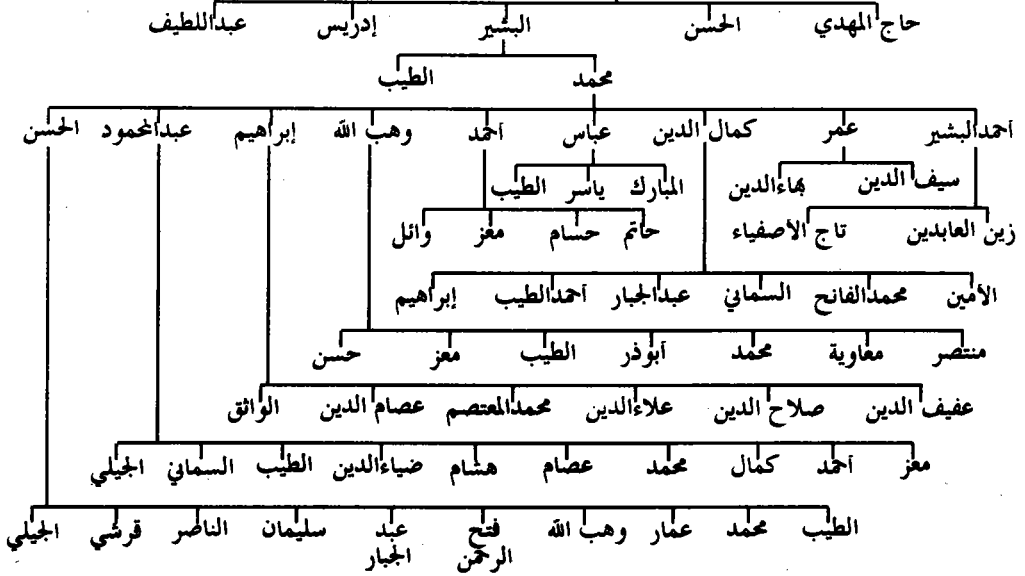 حاج المهدي الحسن البشير إدريس عبداللطيف
محمد الطيب
أحمدالبشير عمر كمال الدين عباس أحمد وهب الله إبراهيم عبدالمحمود الحسن
سيف الدين بهاءالدين المبارك ياسر الطيب
زين العابدين تاج الأصفياء حاتم حسام معز وائل
الأمين محمدالفاتح السماني عبدالجبار أحمدالطيب إبراهيم
منتصر معاوية محمد أبوذر الطيب معز حسن
عفيف الدين صلاح الدين علاءالدين محمدالمعتصم عصام الدين الواثق
معز أحمد كمال محمد عصام هشام ضياءالدين الطيب السماني الجيلي
الطيب محمد عمار وهب الله فتح الرحمن عبد الجبار سليمان الناصر قرشي الجيلي